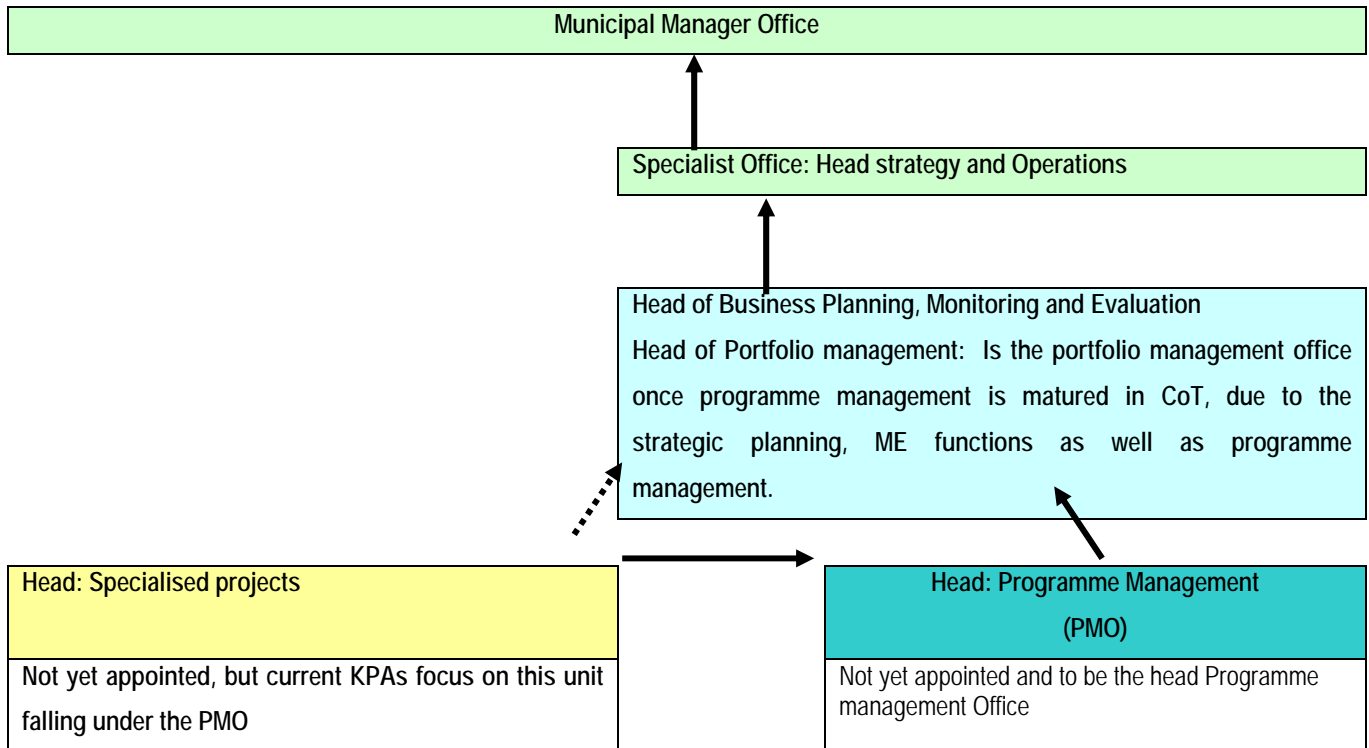 Municipal Manager Office
Specialist Office: Head strategy and Operations
Head of Business Planning, Monitoring and Evaluation
Head of Portfolio management: Is the portfolio management office
once programme management is matured in CoT, due to the
strategic planning, ME functions as well as programme
management.
Head: Specialised projects
Not yet appointed, but current KPAs focus on this unit
falling under the PMO
Head: Programme Management
(PMO)
Not yet appointed and to be the head Programme
management Office